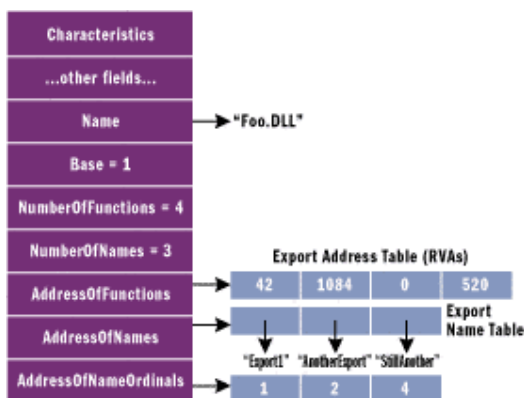 Characteristics
...other fields...
Name
"Foo.DLL"
Base = 1
NumberOfFunctions = 4
NumberOfNames = 3
Export Address Table (RVAs)
AddressOfFunctions
42 1084 0 520
AddressOfNames
Export
Name Table
"Export1" "AnotherExport" "StillAnother"
AddressOfNameOrdinals
1 2 4